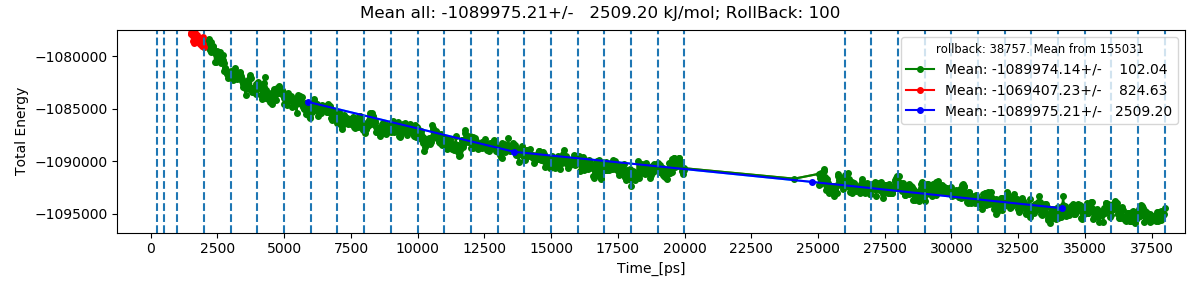 Mean all: -1089975.21+/-   2509.20 kJ/mol; RollBack: 100
rollback: 38757. Mean from 155031
Mean: -1089974.14+/-    102.04
Mean: -1069407.23+/-    824.63
Mean: -1089975.21+/-   2509.20
Total Energy
−1080000
−1085000
−1090000
−1095000
0 2500 5000 7500 10000 12500 15000 17500 20000 22500 25000 27500 30000 32500 35000 37500
Time_[ps]